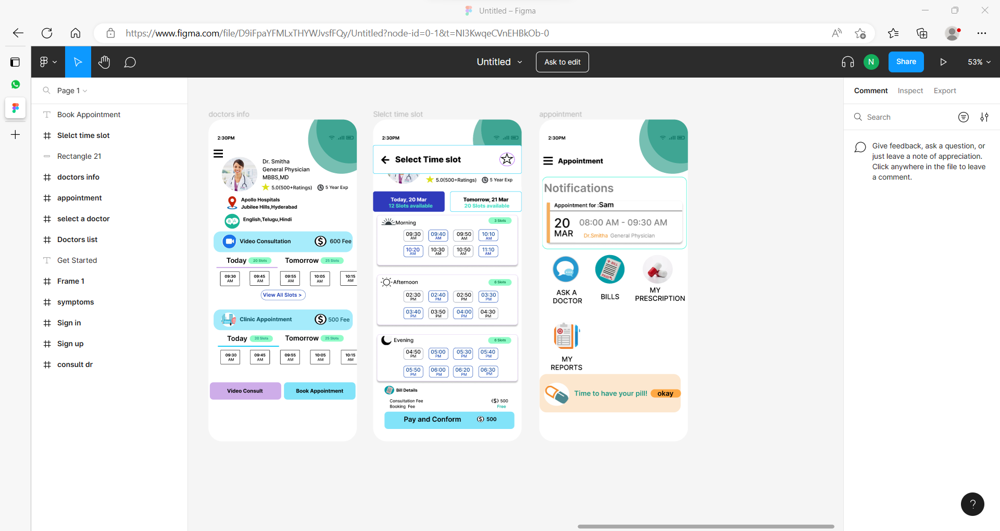 Untitled – Figma
https://www.figma.com/file/D9iFpaYFMLxTHYWJvsfFQy/Untitled?node-id=0-1&t=NI3KwqeCVnEHBkOb-0
Untitled
Ask to edit
N
Share
53%
Page 1
Book Appointment
Slelct time slot
Rectangle 21
doctors info
appointment
select a doctor
Doctors list
Get Started
Frame 1
symptoms
Sign in
Sign up
consult dr
doctors info
2:30PM
Dr. Smitha
General Physician
MBBS,MD
5.0(500+Ratings) 5 Year Exp
Apollo Hospitals
Jubilee Hills,Hyderabad
English,Telugu,Hindi
Video Consultation $ 600 Fee
Today 20 Slots Tomorrow 25 Slots
09:30 AM 09:45 AM 09:55 AM 10:05 AM 10:15 AM
View All Slots >
Clinic Appointment $ 500 Fee
Today 20 Slots Tomorrow 25 Slots
09:30 AM 09:45 AM 09:55 AM 10:05 AM 10:15 AM
Video Consult Book Appointment
Slelct time slot
2:30PM
Select Time slot
5.0(500+Ratings) 5 Year Exp
Today, 20 Mar
12 Slots available
Tomorrow, 21 Mar
20 Slots available
Morning 3 Slots
09:30 AM 09:40 AM 09:50 AM 10:10 AM
10:20 AM 10:30 AM 10:50 AM 11:10 AM
Afternoon 6 Slots
02:30 PM 02:40 PM 02:50 PM 03:30 PM
03:40 PM 03:50 PM 04:00 PM 04:30 PM
Evening 6 Slots
04:50 PM 05:00 PM 05:30 PM 05:40 PM
05:50 PM 06:00 PM 06:20 PM 06:30 PM
Bill Details
Consultation Fee ($) 500
Booking Fee Free
Pay and Conform $ 500
appointment
2:30PM
Appointment
Notifications
Appointment for :Sam
20 MAR
08:00 AM - 09:30 AM
Dr.Smitha General Physician
ASK A DOCTOR
BILL
PAID
BILLS
MY PRESCRIPTION
MY REPORTS
Time to have your pill! okay
Comment Inspect Export
Search
Give feedback, ask a question, or
just leave a note of appreciation.
Click anywhere in the file to leave
a comment.
?